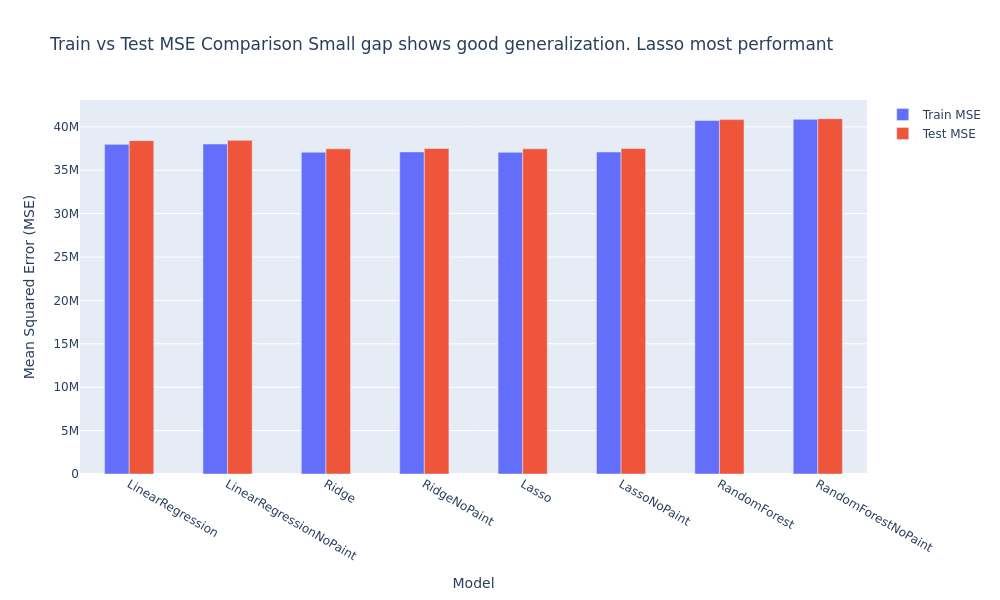 Train vs Test MSE Comparison Small gap shows good generalization. Lasso most performant
Train MSE
Test MSE
Mean Squared Error (MSE)
40M
35M
30M
25M
20M
15M
10M
5M
0
LinearRegression
LinearRegressionNoPaint
Ridge
RidgeNoPaint
Lasso
LassoNoPaint
RandomForest
RandomForestNoPaint
Model